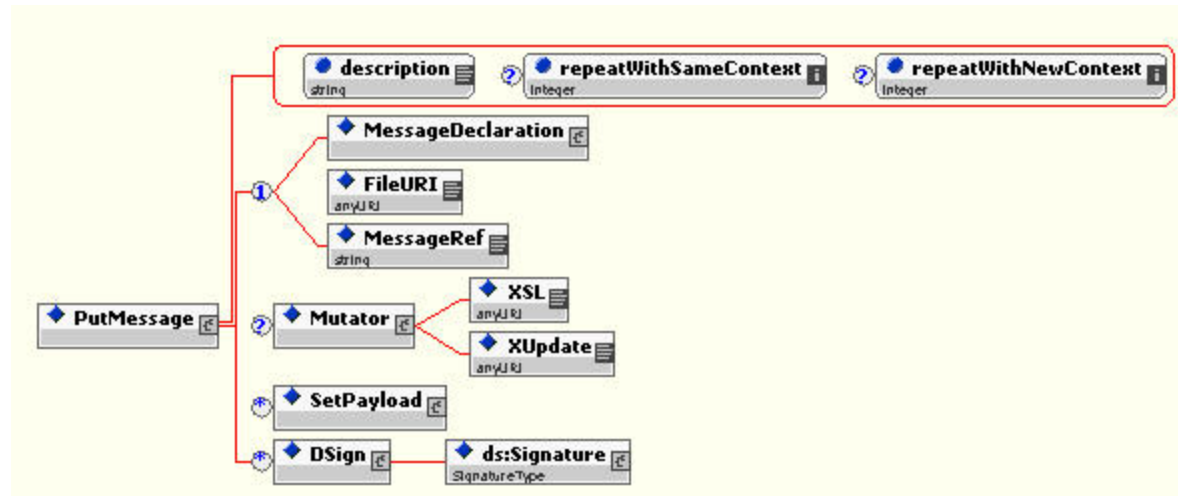 description
string
?
repeatWithSameContext
integer
?
repeatWithNewContext
integer
MessageDeclaration
1
FileURI
anyURI
MessageRef
string
PutMessage
?
Mutator
XSL
anyURI
XUpdate
anyURI
*
SetPayload
*
DSign
ds:Signature
SignatureType